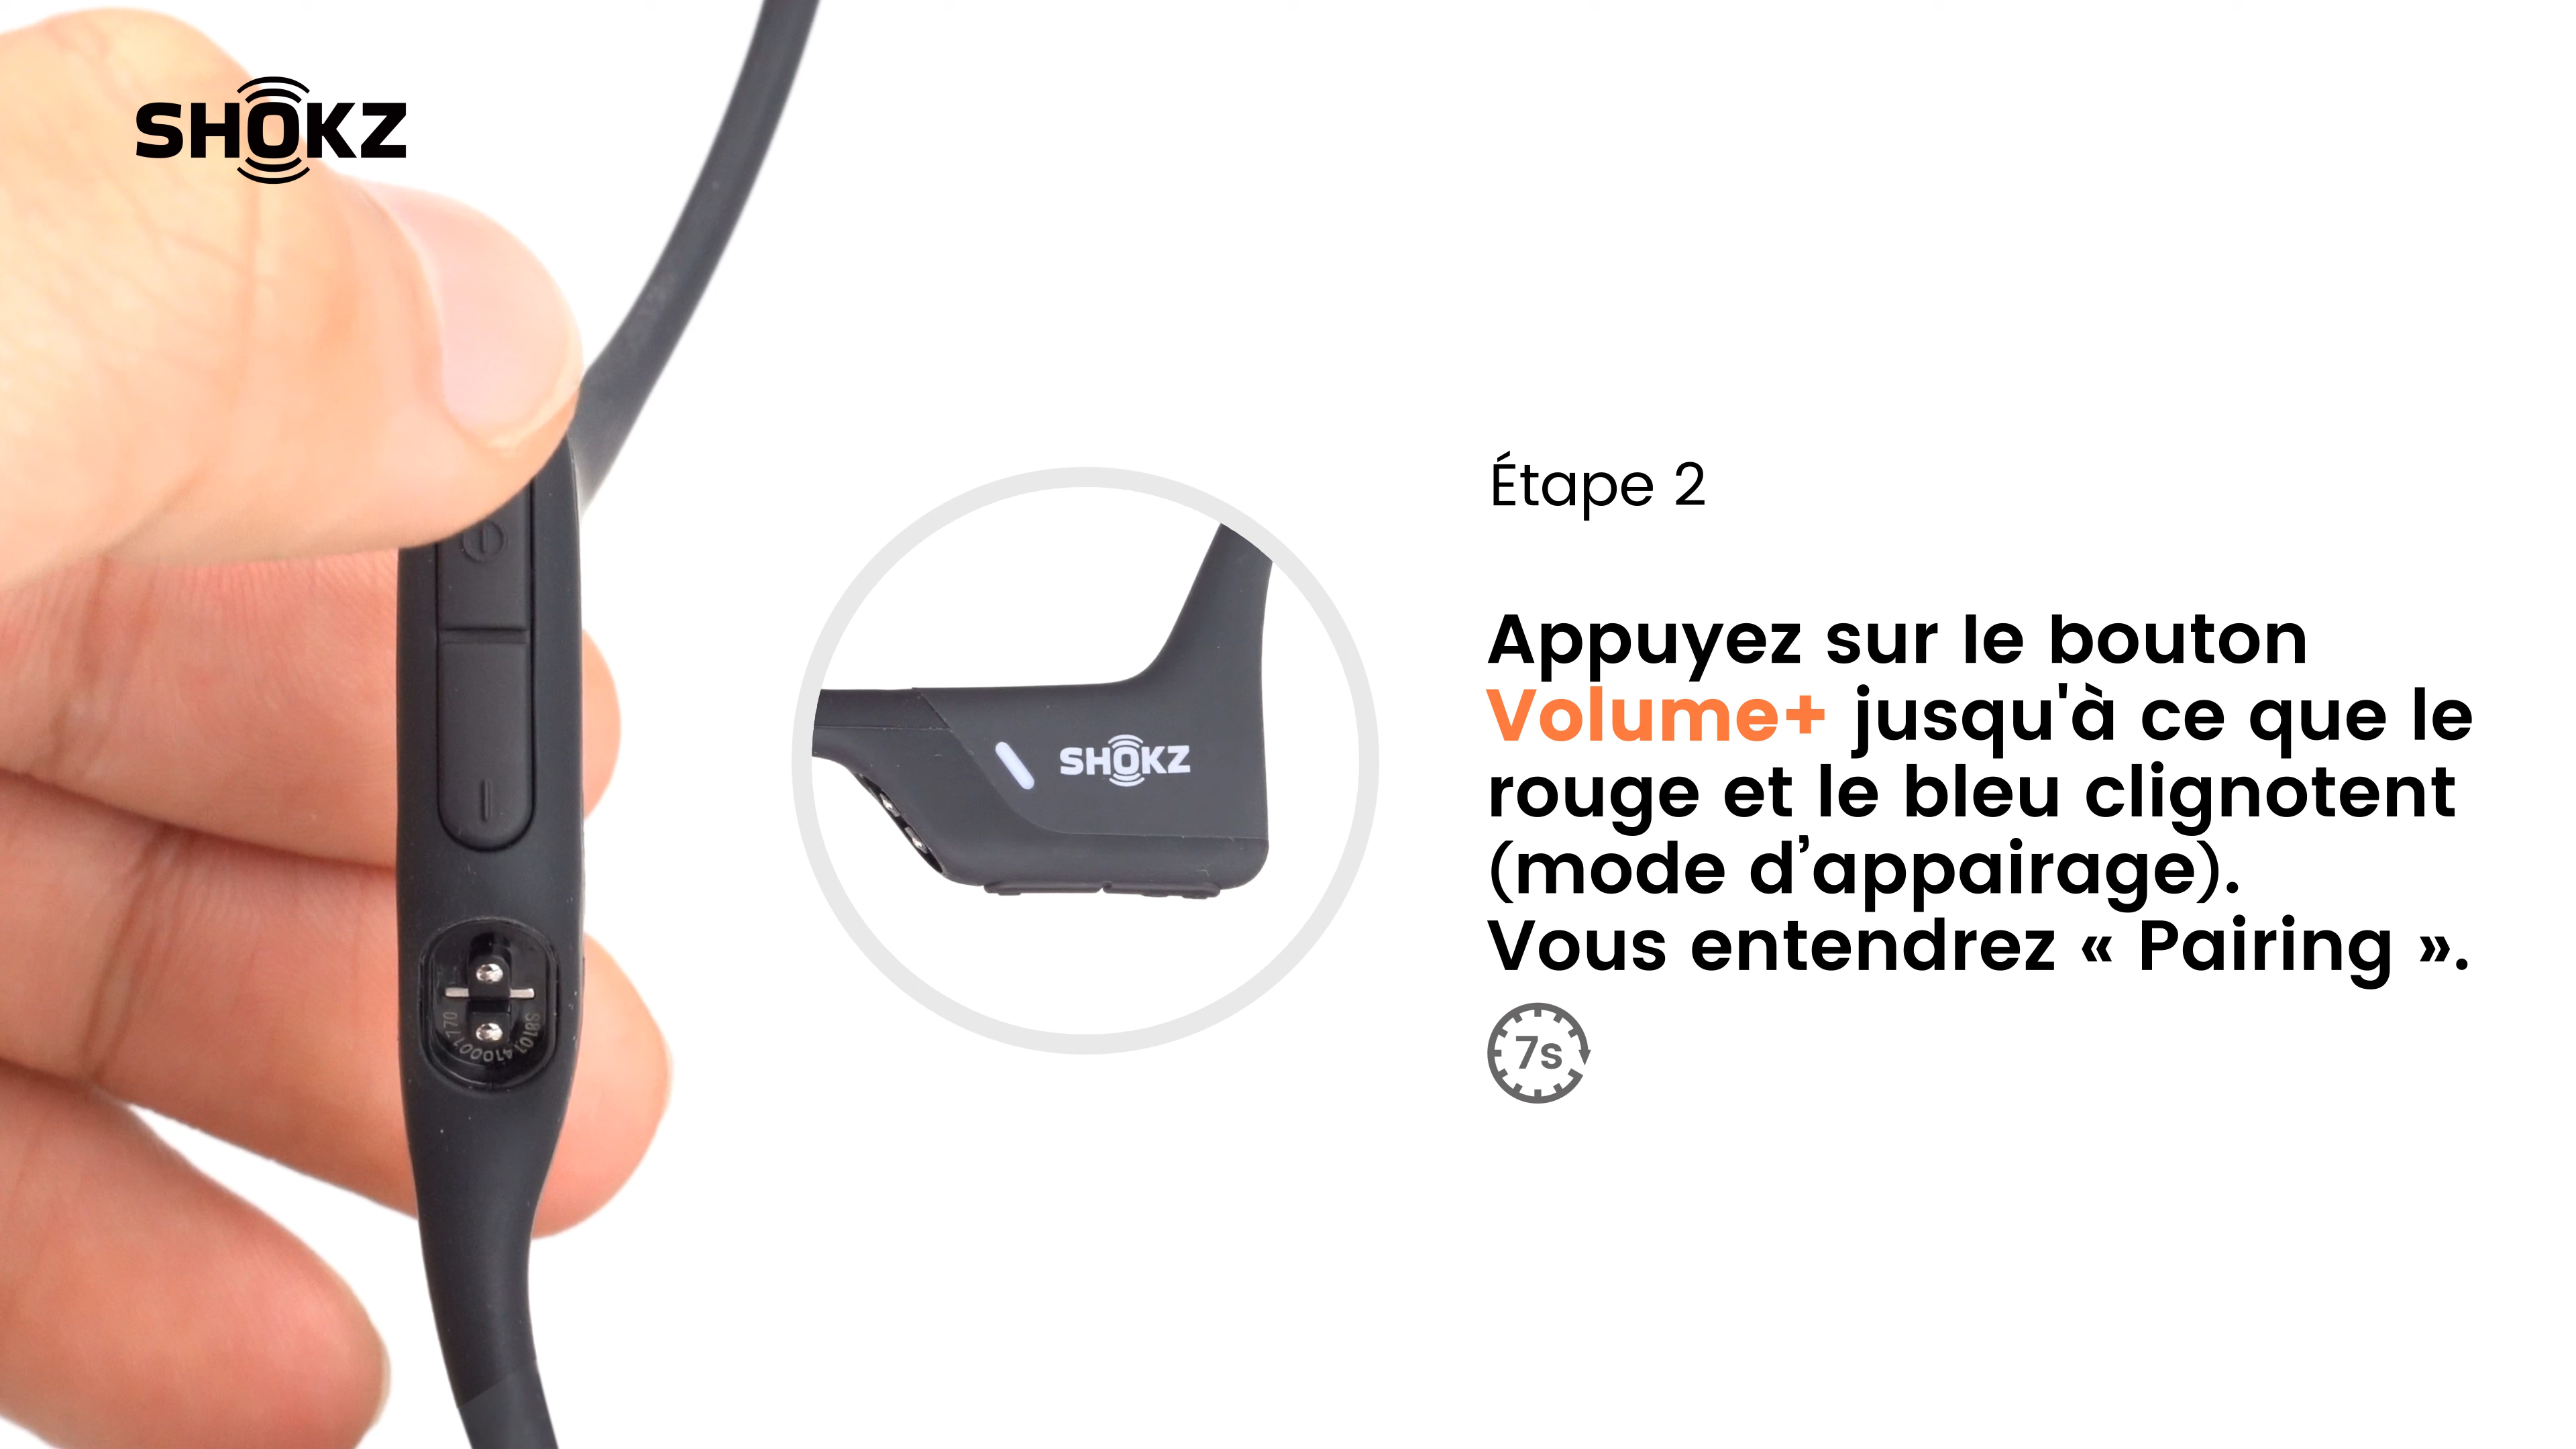 SHOKZ
Étape 2
Appuyez sur le bouton
Volume+ jusqu'à ce que le
rouge et le bleu clignotent
(mode d’appairage).
Vous entendrez « Pairing ».
7s
SHOKZ